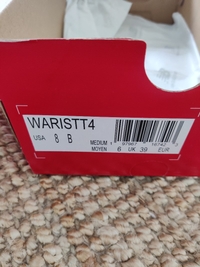 WARISTT4
USA 8 B MEDIUM
MOYEN 6 UK 39 EUR